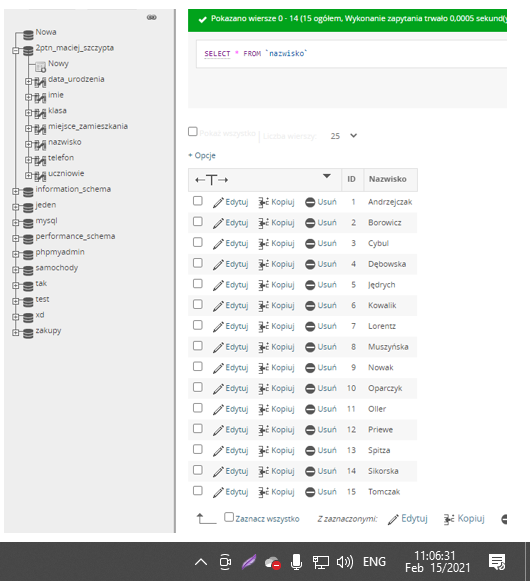 Nowa
2ptn_maciej_szczypta
Nowy
data_urodzenia
imie
klasa
miejsce_zamieszkania
nazwisko
telefon
uczniowie
information_schema
jeden
mysql
performance_schema
phpmyadmin
samochody
tak
test
xd
zakupy
Pokazano wiersze 0 - 14 (15 ogółem, Wykonanie zapytania trwało 0,0005 sekund(y
SELECT * FROM `nazwisko`
Pokaż wszystko | Liczba wierszy: 25
+ Opcje
←T→ ID Nazwisko
Edytuj Kopiuj Usuń 1 Andrzejczak
Edytuj Kopiuj Usuń 2 Borowicz
Edytuj Kopiuj Usuń 3 Cybul
Edytuj Kopiuj Usuń 4 Dębowska
Edytuj Kopiuj Usuń 5 Jędrych
Edytuj Kopiuj Usuń 6 Kowalik
Edytuj Kopiuj Usuń 7 Lorentz
Edytuj Kopiuj Usuń 8 Muszyńska
Edytuj Kopiuj Usuń 9 Nowak
Edytuj Kopiuj Usuń 10 Oparczyk
Edytuj Kopiuj Usuń 11 Oller
Edytuj Kopiuj Usuń 12 Priewe
Edytuj Kopiuj Usuń 13 Spitza
Edytuj Kopiuj Usuń 14 Sikorska
Edytuj Kopiuj Usuń 15 Tomczak
Zaznacz wszystko Z zaznaczonymi: Edytuj Kopiuj
ENG 11:06:31
Feb 15/2021